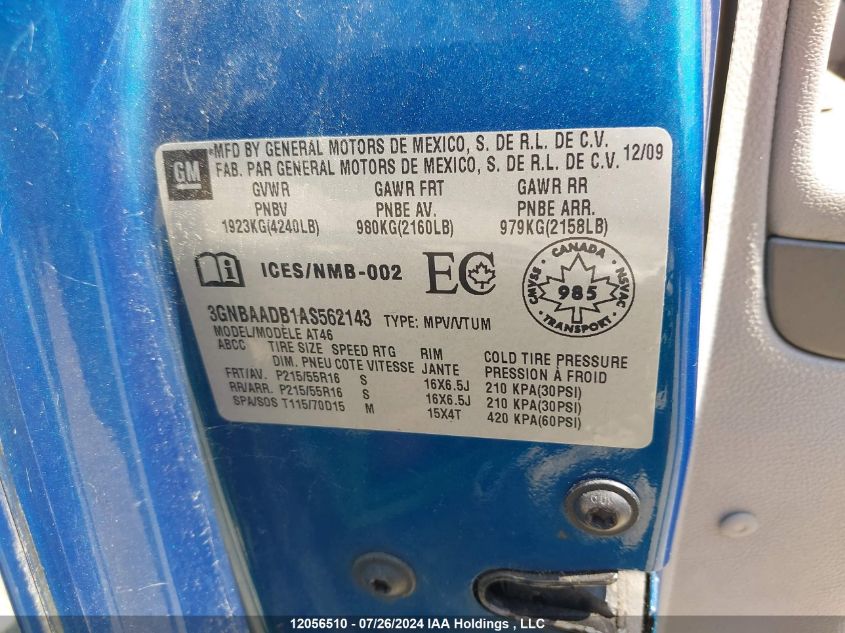 GM
*MFD BY GENERAL MOTORS DE MEXICO, S. DE R.L. DE C.V. 12/09
FAB. PAR GENERAL MOTORS DE MEXICO, S. DE R.L. DE C.V.
GVWR GAWR FRT GAWR RR
PNBV PNBE AV. PNBE ARR.
1923KG(4240LB) 980KG(2160LB) 979KG(2158LB)
i ICES/NMB-002 EC
CANADA
CMVSS 985 NSVAC
TRANSPORT
3GNBAADB1AS562143 TYPE: MPV/VTUM
MODEL/MODÈLE AT46
ABCC TIRE SIZE SPEED RTG RIM COLD TIRE PRESSURE
DIM. PNEU COTE VITESSE JANTE PRESSION À FROID
FRT/AV. P215/55R16 S 16X6.5J 210 KPA(30PSI)
RR/ARR. P215/55R16 S 16X6.5J 210 KPA(30PSI)
SPA/SOS T115/70D15 M 15X4T 420 KPA(60PSI)
12056510 - 07/26/2024 IAA Holdings , LLC